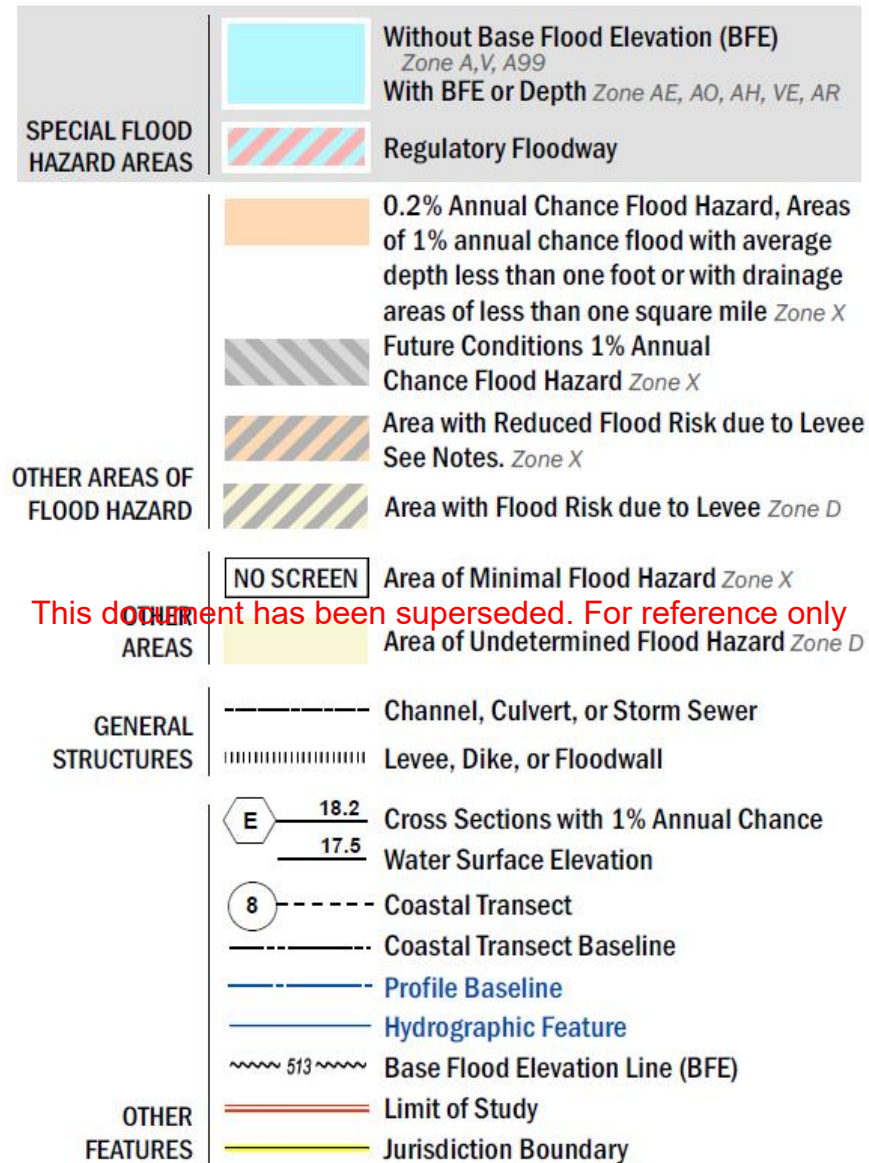 SPECIAL FLOOD
HAZARD AREAS
Without Base Flood Elevation (BFE)
Zone A,V, A99
With BFE or Depth Zone AE, AO, AH, VE, AR
Regulatory Floodway
OTHER AREAS OF
FLOOD HAZARD
0.2% Annual Chance Flood Hazard, Areas
of 1% annual chance flood with average
depth less than one foot or with drainage
areas of less than one square mile Zone X
Future Conditions 1% Annual
Chance Flood Hazard Zone X
Area with Reduced Flood Risk due to Levee
See Notes. Zone X
Area with Flood Risk due to Levee Zone D
OTHER
AREAS
NO SCREEN Area of Minimal Flood Hazard Zone X
This document has been superseded. For reference only
Area of Undetermined Flood Hazard Zone D
GENERAL
STRUCTURES
Channel, Culvert, or Storm Sewer
Levee, Dike, or Floodwall
OTHER
FEATURES
E 18.2 Cross Sections with 1% Annual Chance
17.5 Water Surface Elevation
8 Coastal Transect
Coastal Transect Baseline
Profile Baseline
Hydrographic Feature
513 Base Flood Elevation Line (BFE)
Limit of Study
Jurisdiction Boundary